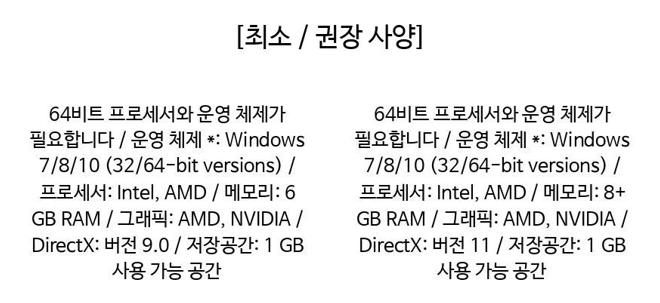 [최소 / 권장 사양]
64비트 프로세서와 운영 체제가
필요합니다 / 운영 체제 *: Windows
7/8/10 (32/64-bit versions) /
프로세서: Intel, AMD / 메모리: 6
GB RAM / 그래픽: AMD, NVIDIA /
DirectX: 버전 9.0 / 저장공간: 1 GB
사용 가능 공간
64비트 프로세서와 운영 체제가
필요합니다 / 운영 체제 *: Windows
7/8/10 (32/64-bit versions) /
프로세서: Intel, AMD / 메모리: 8+
GB RAM / 그래픽: AMD, NVIDIA /
DirectX: 버전 11 / 저장공간: 1 GB
사용 가능 공간